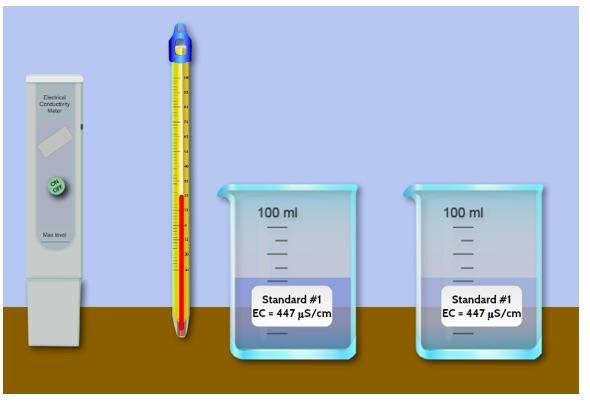 Electrical
Conductivity
Meter
ON
OFF
Max level
100 ml
Standard #1
EC = 447 µS/cm
100 ml
Standard #1
EC = 447 µS/cm